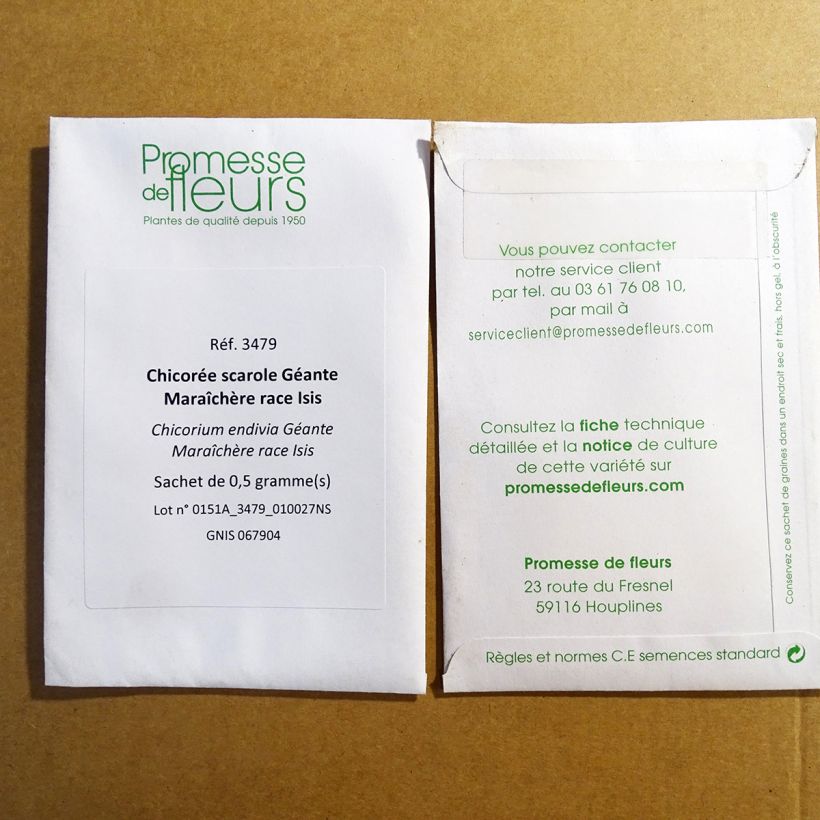 Promesse
de fleurs
Plantes de qualité depuis 1950
Réf. 3479
Chicorée scarole Géante
Maraîchère race Isis
Chicorium endivia Géante
Maraîchère race Isis
Sachet de 0,5 gramme(s)
Lot n° 0151A_3479_010027NS
GNIS 067904
Vous pouvez contacter
notre service client
par tel. au 03 61 76 08 10,
par mail à
serviceclient@promessedefleurs.com
Consultez la fiche technique
détaillée et la notice de culture
de cette variété sur
promessedefleurs.com
Promesse de fleurs
23 route du Fresnel
59116 Houplines
Règles et normes C.E semences standard
Conservez ce sachet de graines dans un endroit sec et frais, hors gel, à l'obscurité